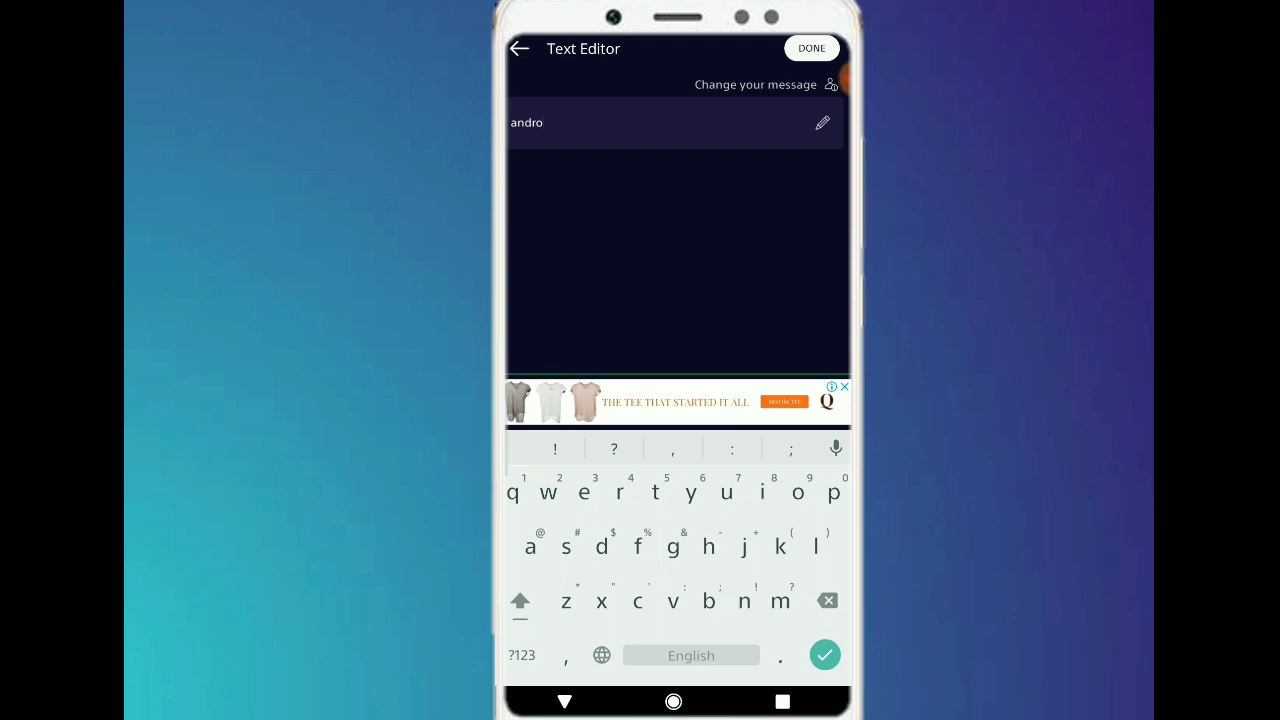 Text Editor
DONE
Change your message
andro
THE TEE THAT STARTED IT ALL
Q
! ? , : ;
1 2 3 4 5 6 7 8 9 0
q w e r t y u i o p
@ # $ % & - + ( )
a s d f g h j k l
* " ' : ; ! ?
z x c v b n m
?123 , English .